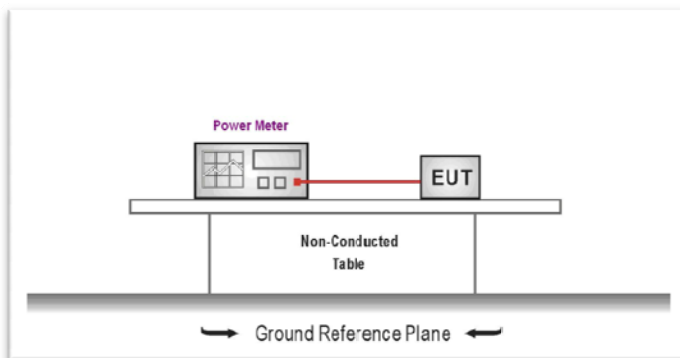 Power Meter
EUT
Non-Conducted
Table
Ground Reference Plane